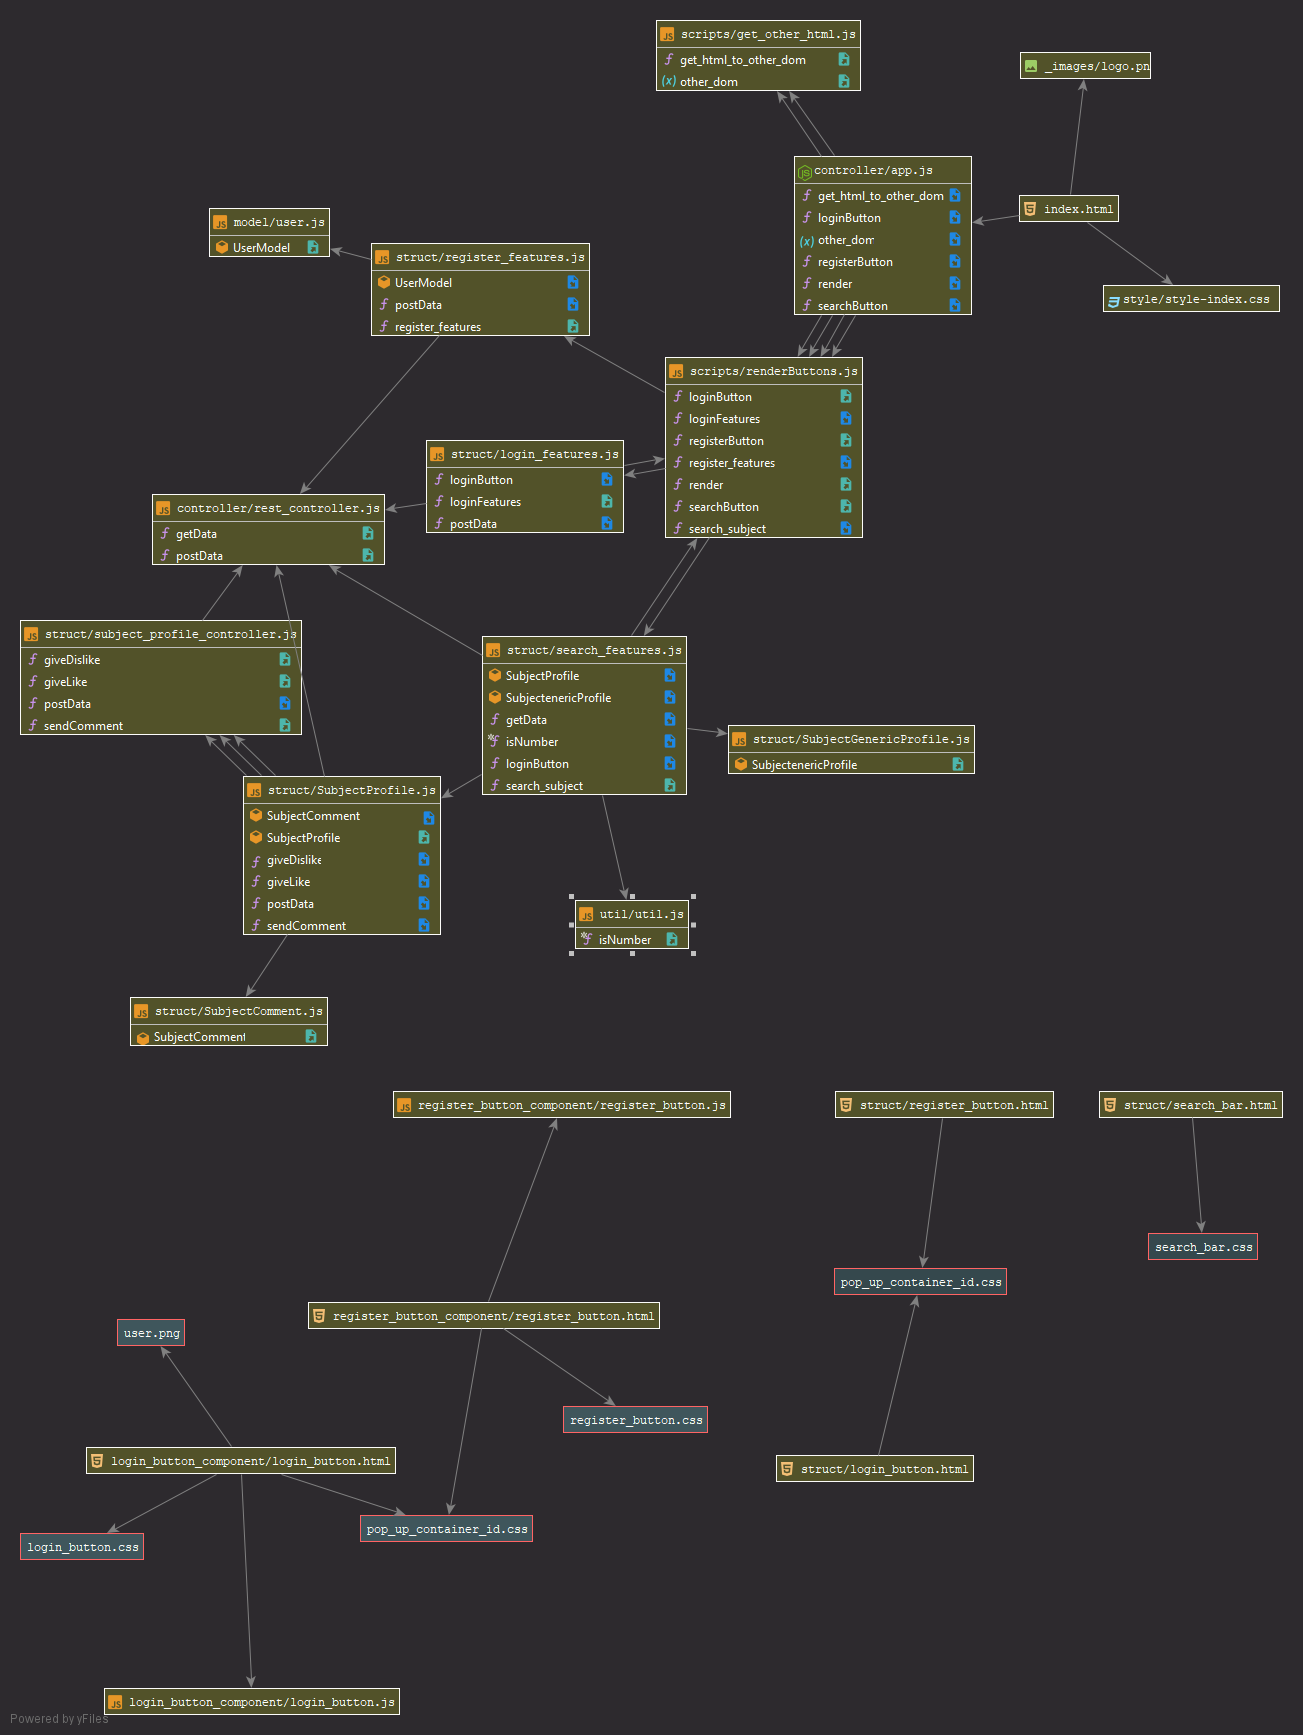 scripts/get_other_html.js
get_html_to_other_dom
(x) other_dom
_images/logo.pn
controller/app.js
get_html_to_other_dom
loginButton
(x) other_dom
registerButton
render
searchButton
index.html
style/style-index.css
model/user.js
UserModel
struct/register_features.js
UserModel
postData
register_features
scripts/renderButtons.js
loginButton
loginFeatures
registerButton
register_features
render
searchButton
search_subject
struct/login_features.js
loginButton
loginFeatures
postData
controller/rest_controller.js
getData
postData
struct/subject_profile_controller.js
giveDislike
giveLike
postData
sendComment
struct/search_features.js
SubjectProfile
SubjectenericProfile
getData
isNumber
loginButton
search_subject
struct/SubjectGenericProfile.js
SubjectenericProfile
struct/SubjectProfile.js
SubjectComment
SubjectProfile
giveDislike
giveLike
postData
sendComment
util/util.js
isNumber
struct/SubjectComment.js
SubjectComment
register_button_component/register_button.js
struct/register_button.html
struct/search_bar.html
search_bar.css
pop_up_container_id.css
register_button_component/register_button.html
user.png
register_button.css
login_button_component/login_button.html
struct/login_button.html
pop_up_container_id.css
login_button.css
login_button_component/login_button.js
Powered by yFiles